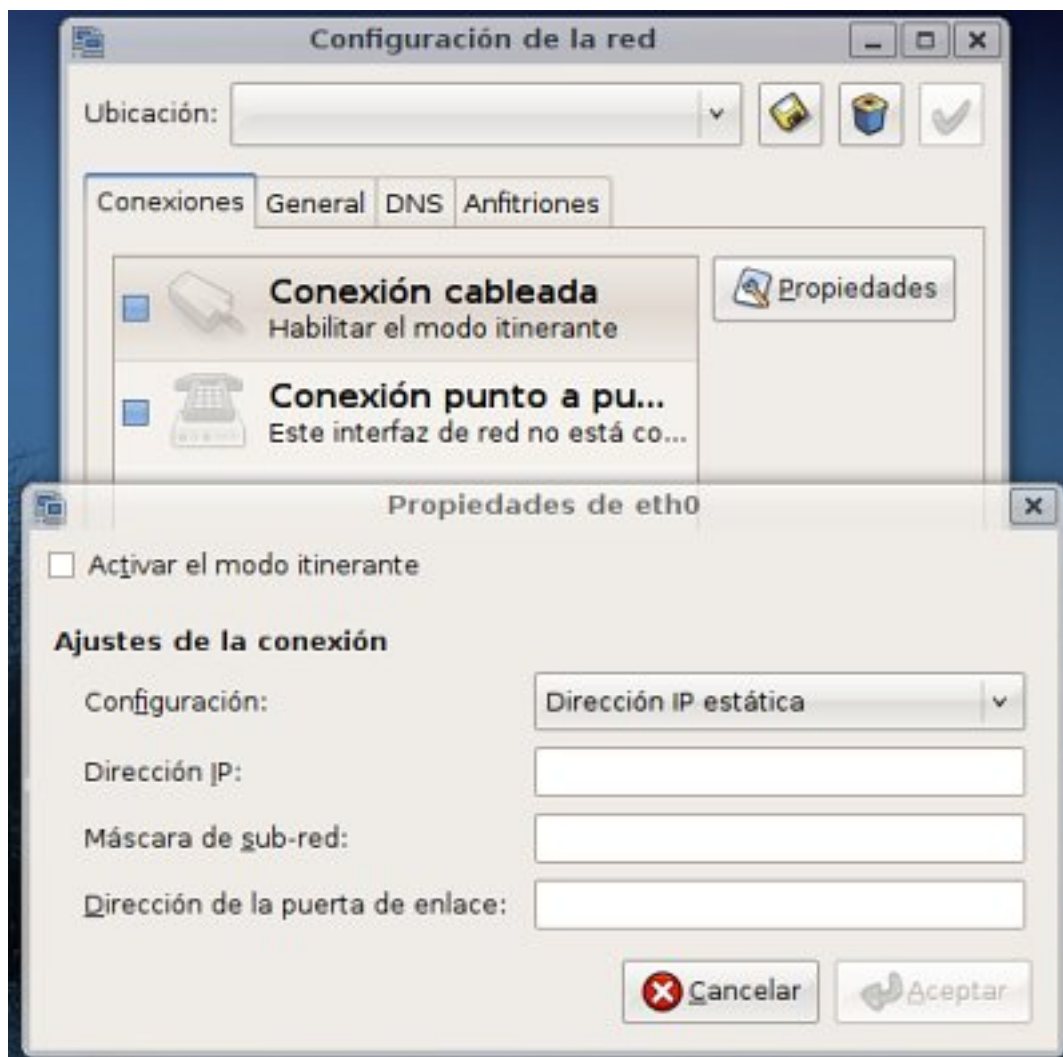 Configuración de la red
Ubicación:
Conexiones General DNS Anfitriones
Conexión cableada
Habilitar el modo itinerante
Propiedades
Conexión punto a pu...
Este interfaz de red no está co...
Propiedades de eth0
Activar el modo itinerante
Ajustes de la conexión
Configuración: Dirección IP estática
Dirección IP:
Máscara de sub-red:
Dirección de la puerta de enlace:
Cancelar Aceptar